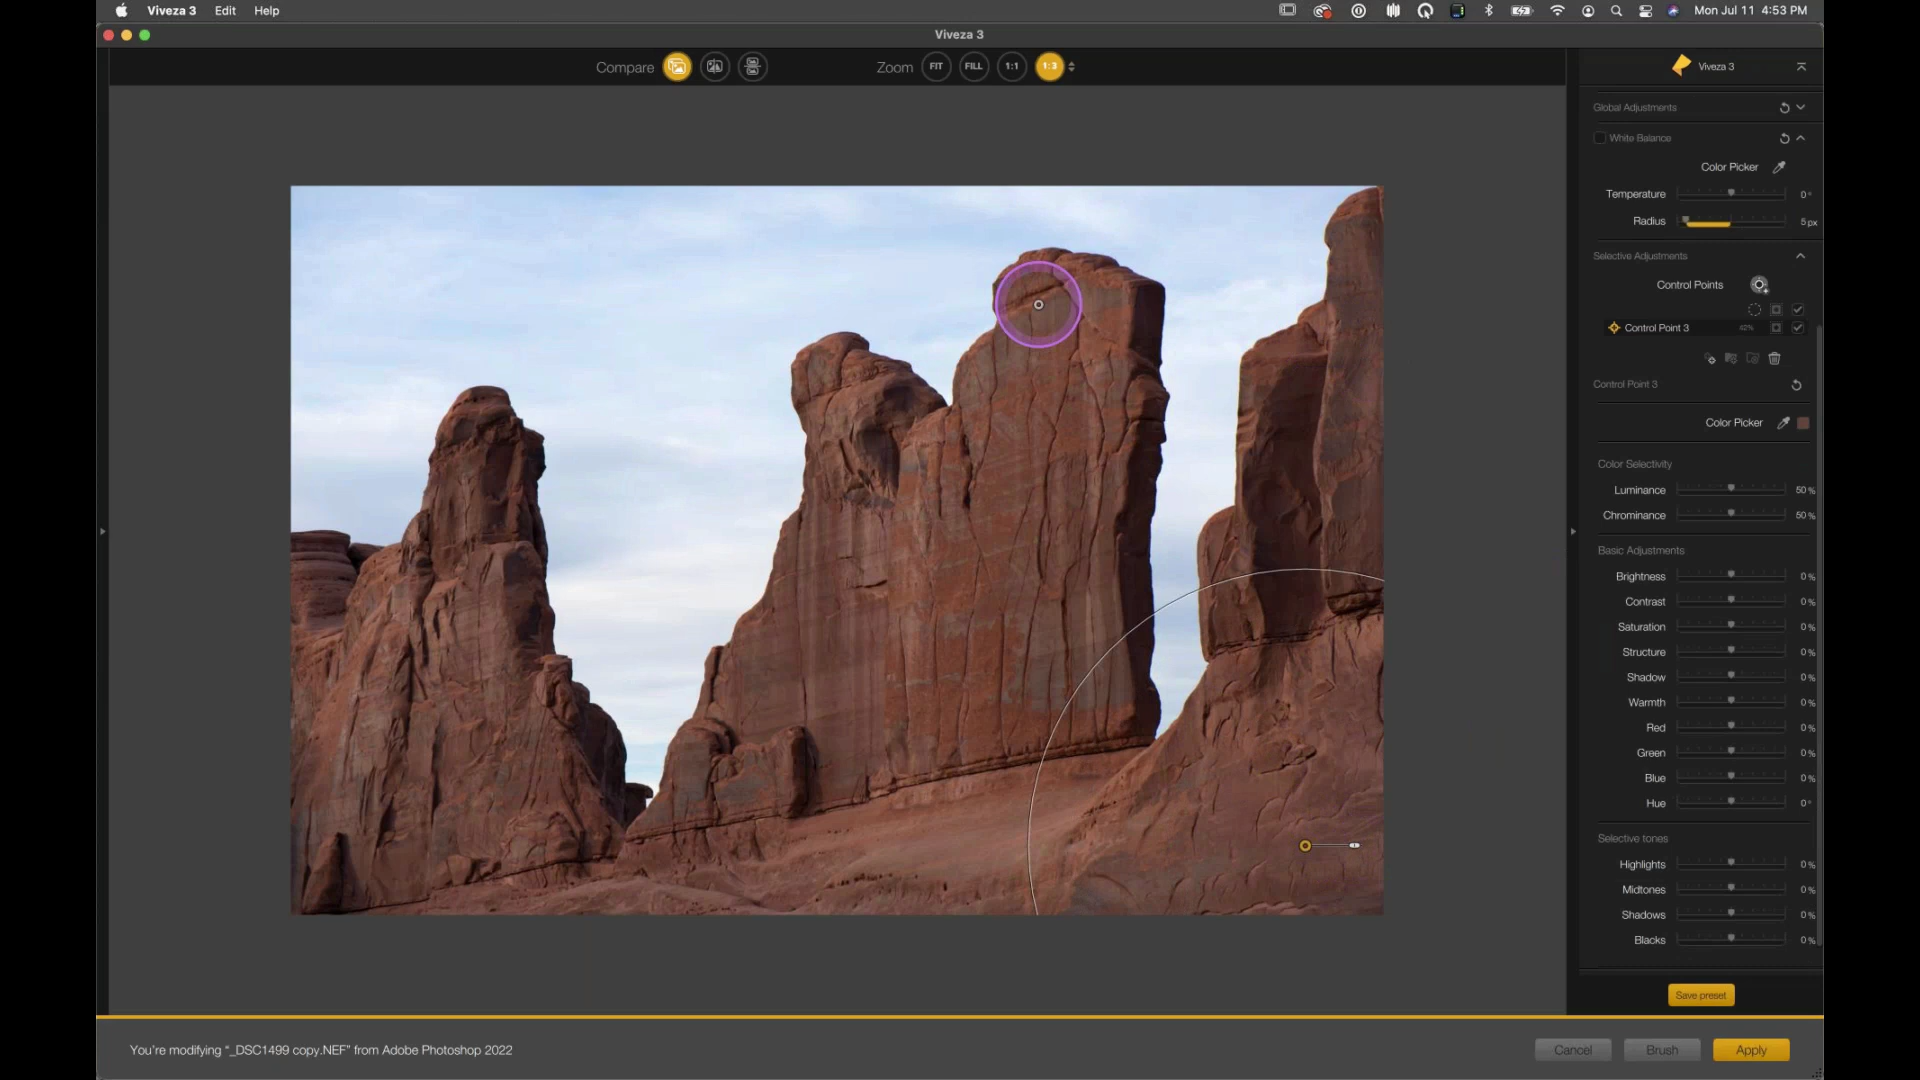 Viveza 3 Edit Help Mon Jul 11 4:53 PM
Viveza 3
Compare Zoom FIT FILL 1:1 1:3
Viveza 3
Global Adjustments
White Balance
Color Picker
Temperature 0°
Radius 5 px
Selective Adjustments
Control Points
Control Point 3 42%
Control Point 3
Color Picker
Color Selectivity
Luminance 50 %
Chrominance 50 %
Basic Adjustments
Brightness 0 %
Contrast 0 %
Saturation 0 %
Structure 0 %
Shadow 0 %
Warmth 0 %
Red 0 %
Green 0 %
Blue 0 %
Hue 0 °
Selective tones
Highlights 0 %
Midtones 0 %
Shadows 0 %
Blacks 0 %
Save preset
You're modifying “_DSC1499 copy.NEF” from Adobe Photoshop 2022
Cancel Brush Apply